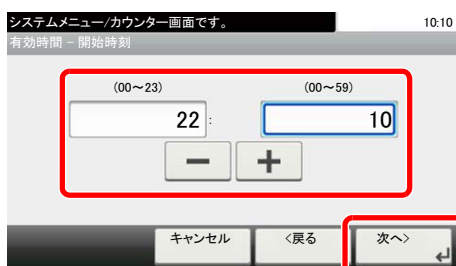 システムメニュー/カウンター画面です。 10:10
有効時間 - 開始時刻
(00～23) (00～59)
22 : 10
－ ＋
キャンセル <戻る 次へ>